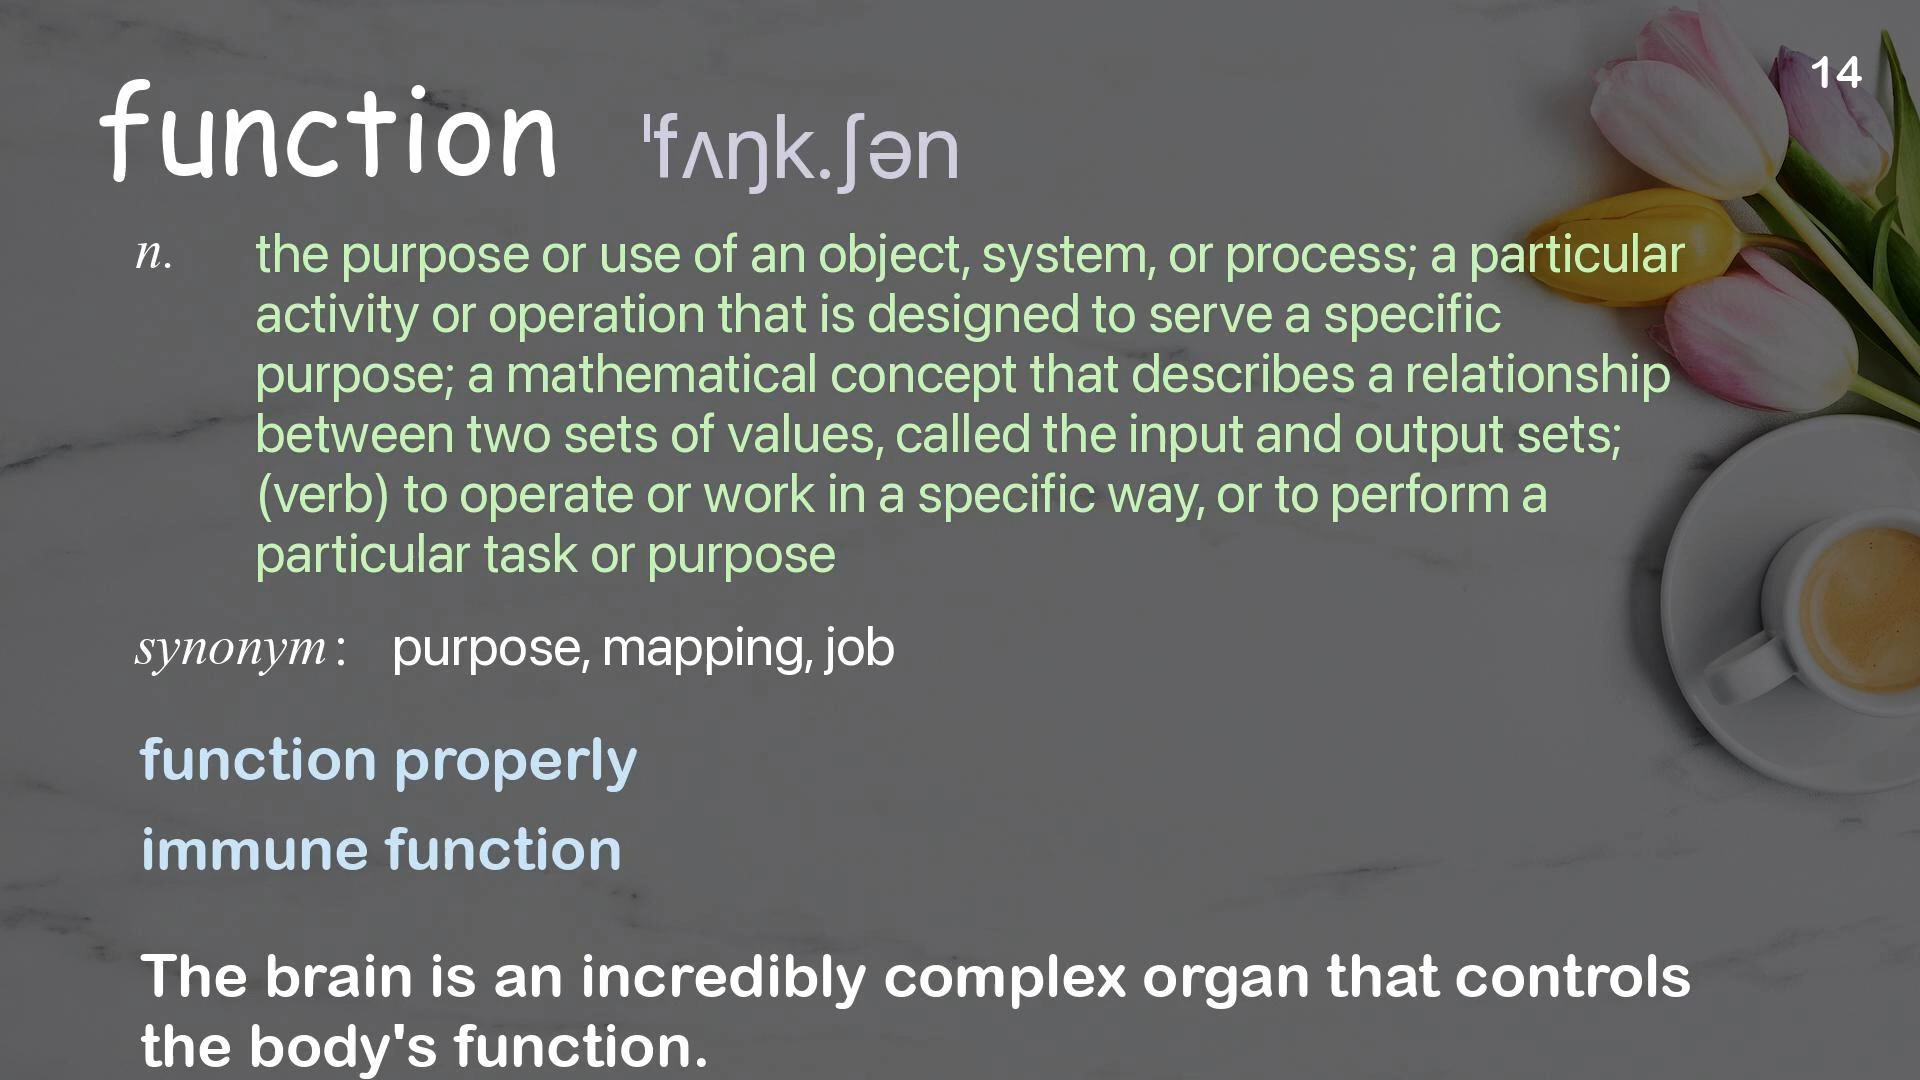 14
function ˈfʌŋk.ʃən
n. the purpose or use of an object, system, or process; a particular
activity or operation that is designed to serve a specific
purpose; a mathematical concept that describes a relationship
between two sets of values, called the input and output sets;
(verb) to operate or work in a specific way, or to perform a
particular task or purpose
synonym: purpose, mapping, job
function properly
immune function
The brain is an incredibly complex organ that controls
the body's function.